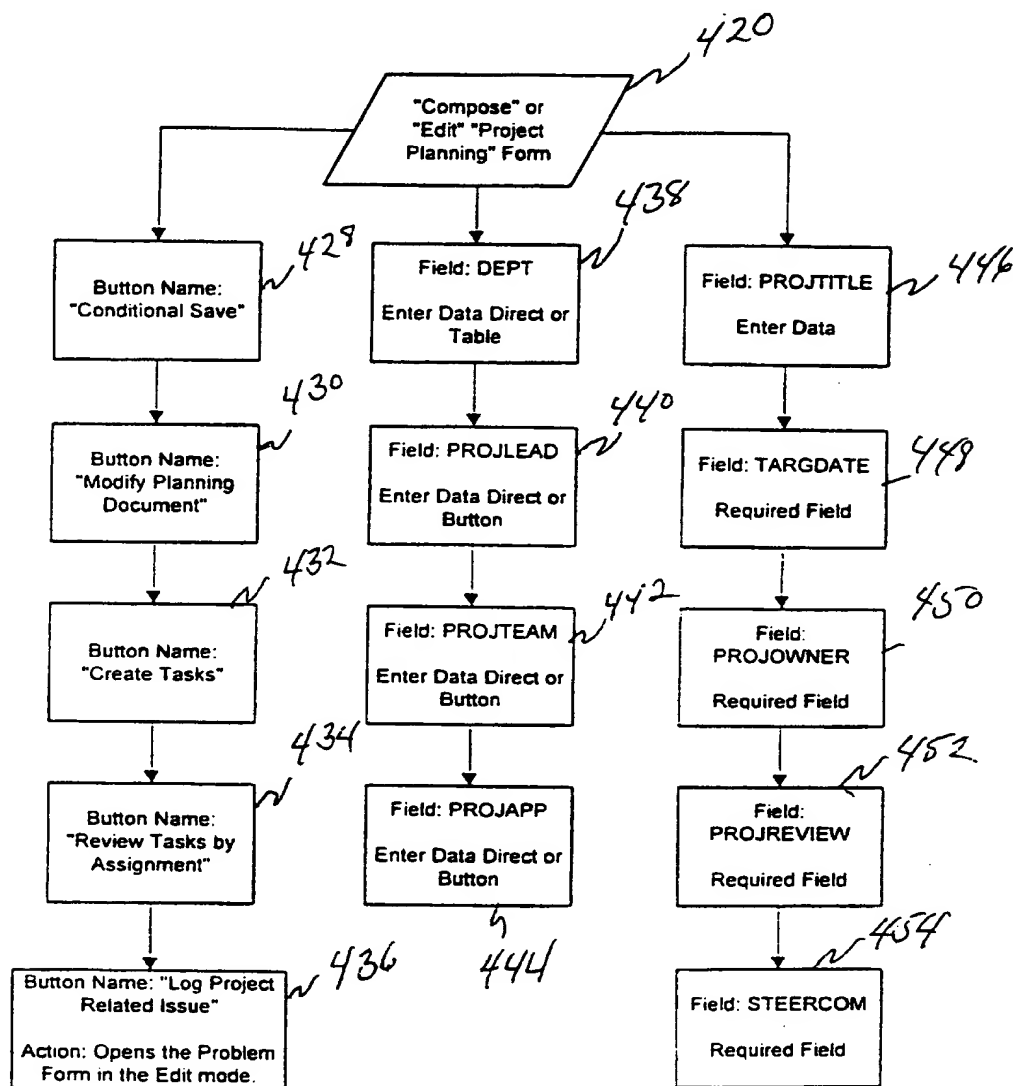 420
"Compose" or
"Edit" "Project
Planning" Form
428
Button Name:
"Conditional Save"
430
Button Name:
"Modify Planning
Document"
432
Button Name:
"Create Tasks"
434
Button Name:
"Review Tasks by
Assignment"
436
Button Name: "Log Project
Related Issue"
Action: Opens the Problem
Form in the Edit mode.
438
Field: DEPT
Enter Data Direct or
Table
440
Field: PROJLEAD
Enter Data Direct or
Button
442
Field: PROJTEAM
Enter Data Direct or
Button
Field: PROJAPP
Enter Data Direct or
Button
444
446
Field: PROJTITLE
Enter Data
448
Field: TARGDATE
Required Field
450
Field:
PROJOWNER
Required Field
452
Field:
PROJREVIEW
Required Field
454
Field: STEERCOM
Required Field